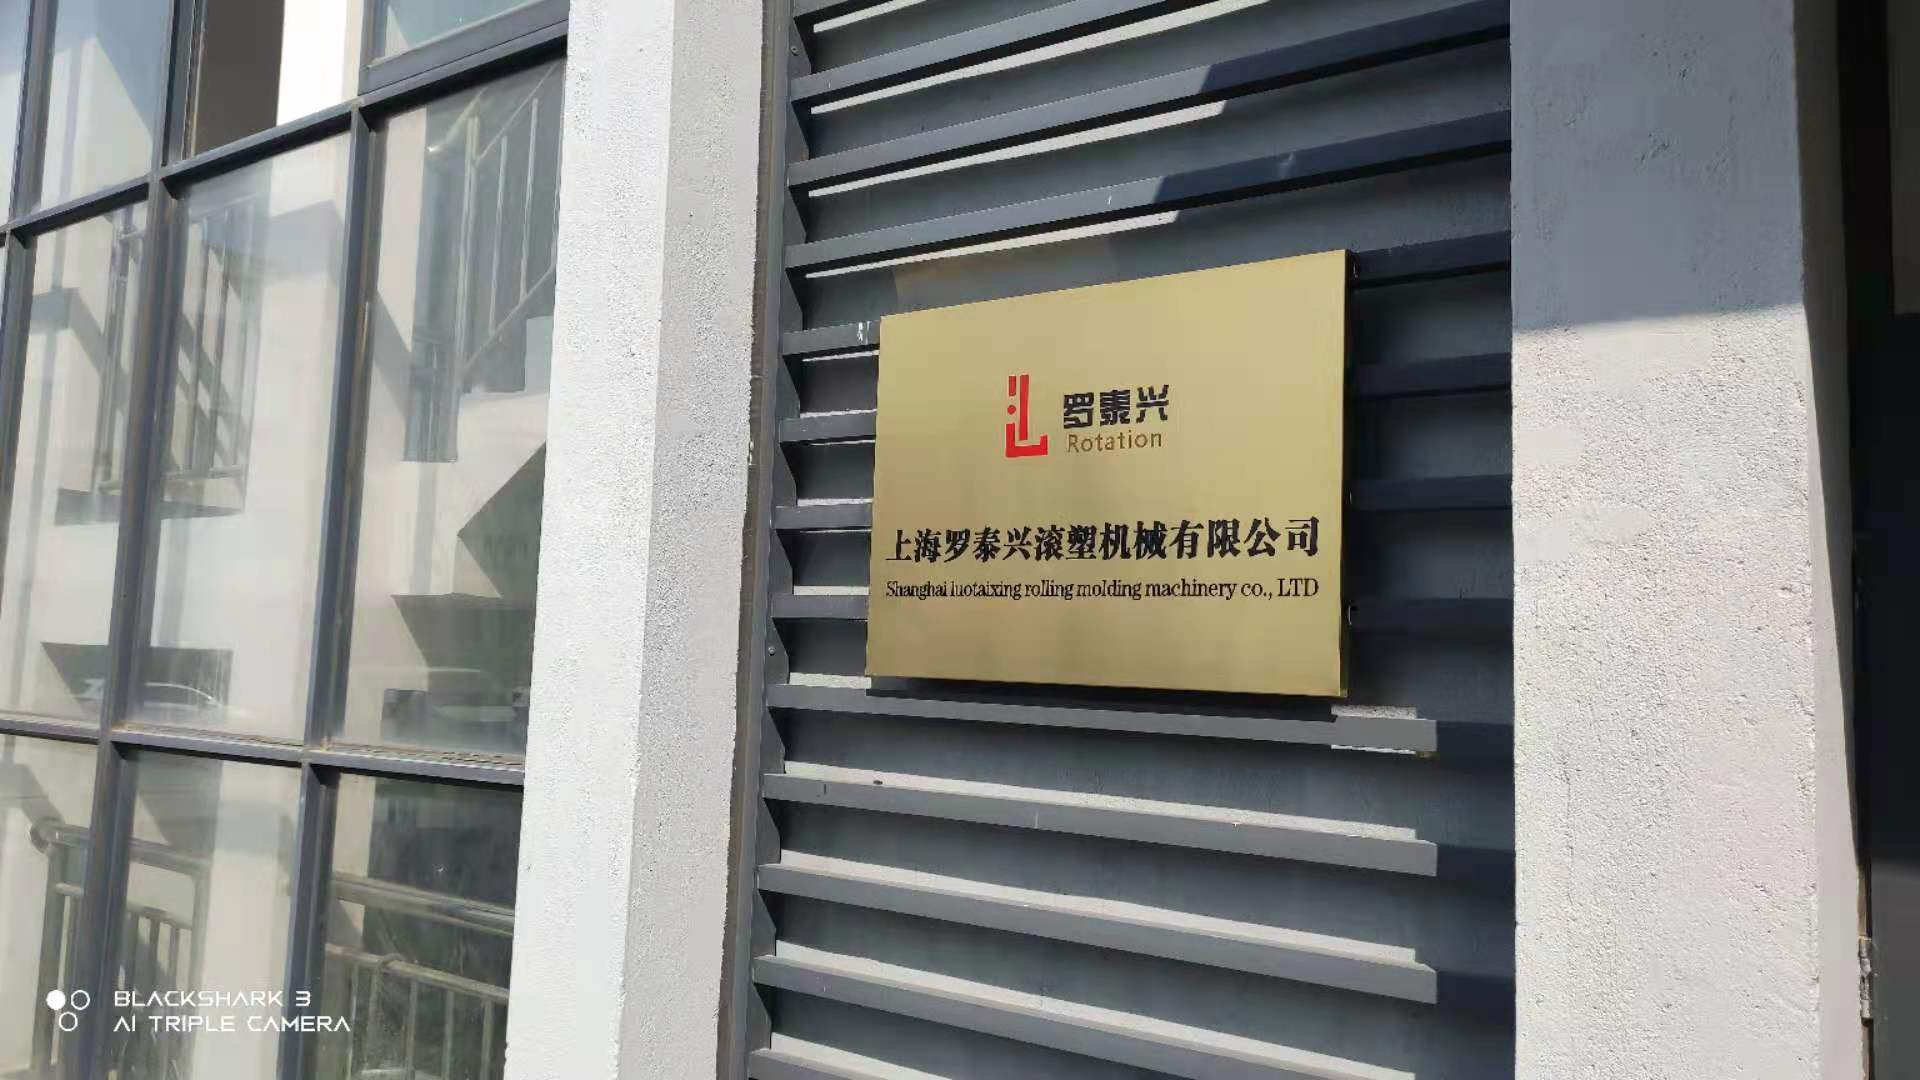 罗泰兴
Rotation
上海罗泰兴滚塑机械有限公司
Shanghai luotaixing rolling molding machinery co., LTD
BLACKSHARK 3
AI TRIPLE CAMERA